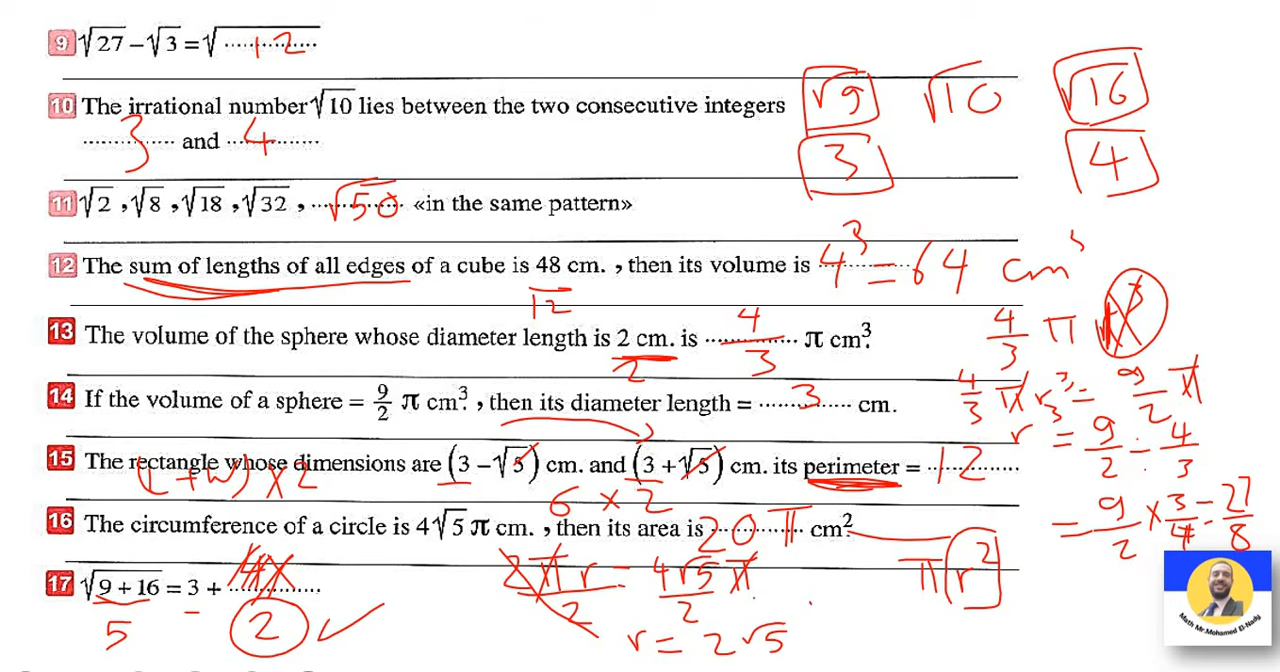 9 √27 – √3 = √12
10 The irrational number √10 lies between the two consecutive integers √9 √10 √16
3 and 4 3 4
11 √2 , √8 , √18 , √32 , √50 «in the same pattern»
12 The sum of lengths of all edges of a cube is 48 cm. , then its volume is 4³ = 64 cm³
12
13 The volume of the sphere whose diameter length is 2 cm. is 4/3 π cm³. 4/3 π
2
14 If the volume of a sphere = 9/2 π cm³. , then its diameter length = 3 cm. 4/3 π r³ = 9/2 π
r³ = 9/2 ÷ 4/3
15 The rectangle whose dimensions are (3 – √5) cm. and (3 + √5) cm. its perimeter = 12
(L + W) × 2
6 × 2
= 9/2 × 3/4 = 27/8
16 The circumference of a circle is 4√5 π cm. , then its area is 20 π cm². π r²
17 √9 + 16 = 3 + 2
5
2 π r / 2 = 4√5 π / 2
r = 2√5
Math Mr.Mohamed El-Nady